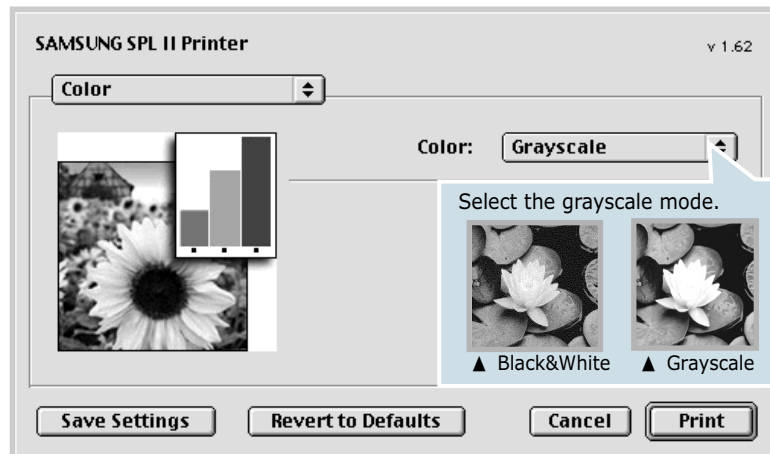 SAMSUNG SPL II Printer
v 1.62
Color
Color: Grayscale
Select the grayscale mode.
▲ Black&White ▲ Grayscale
Save Settings Revert to Defaults Cancel Print